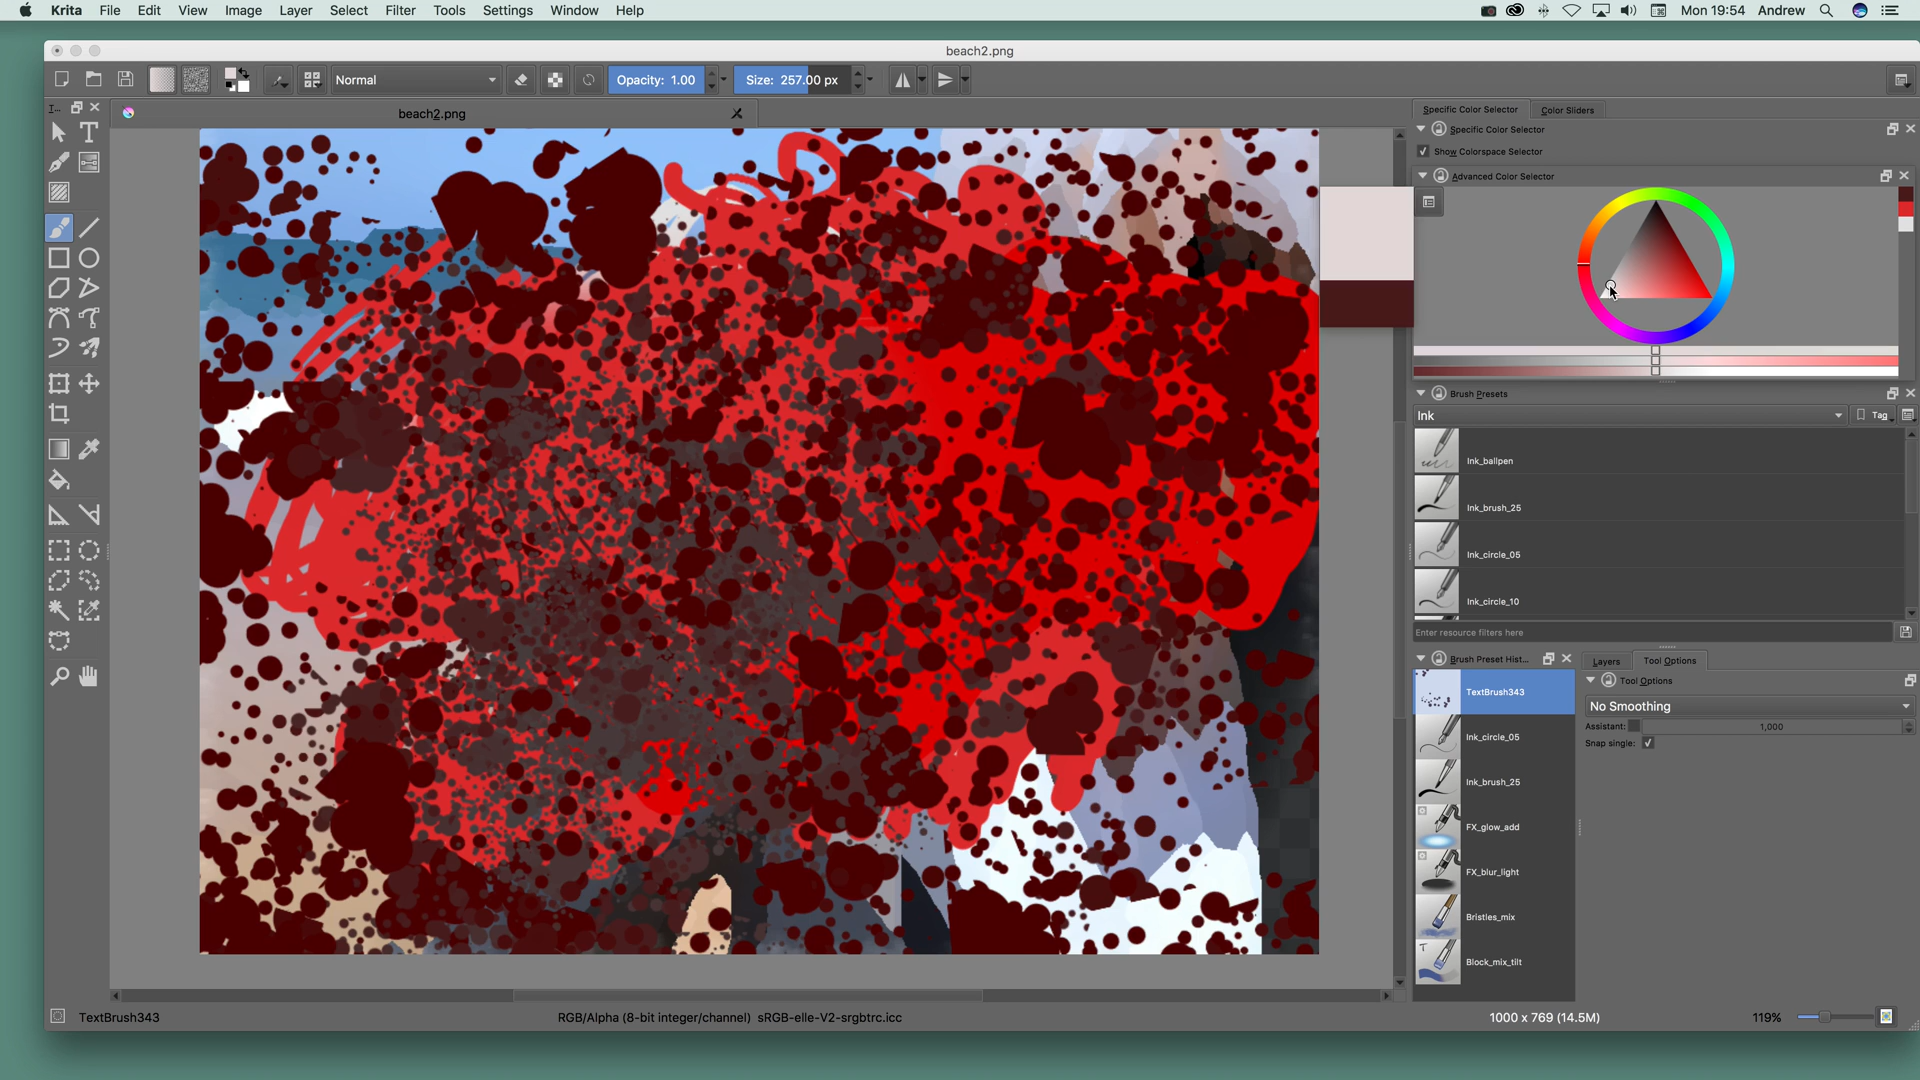 Krita File Edit View Image Layer Select Filter Tools Settings Window Help Mon 19:54 Andrew
beach2.png
Normal Opacity: 1.00 Size: 257.00 px
T...
beach2.png
Specific Color Selector Color Sliders
Specific Color Selector
Show Colorspace Selector
Advanced Color Selector
Brush Presets
Ink Tag
Ink_ballpen
Ink_brush_25
Ink_circle_05
Ink_circle_10
Enter resource filters here
Brush Preset Hist... Layers Tool Options
Tool Options
TextBrush343
No Smoothing
Assistant: 1,000
Snap single:
Ink_circle_05
Ink_brush_25
FX_glow_add
FX_blur_light
Bristles_mix
T
Block_mix_tilt
TextBrush343 RGB/Alpha (8-bit integer/channel) sRGB-elle-V2-srgbtrc.icc 1000 x 769 (14.5M) 119%